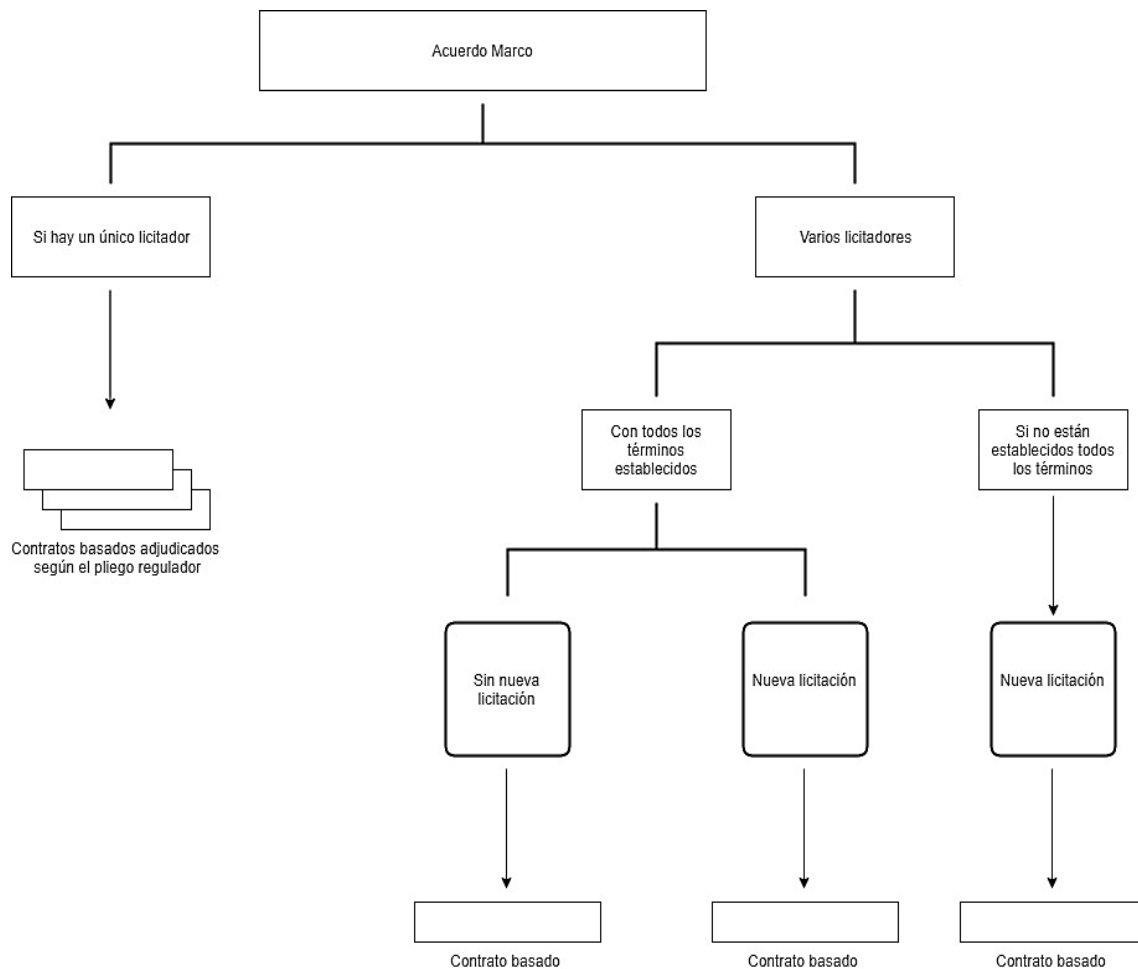 Acuerdo Marco
Si hay un único licitador
Varios licitadores
Con todos los
términos
establecidos
Si no están
establecidos todos
los términos
Contratos basados adjudicados
según el pliego regulador
Sin nueva
licitación
Nueva licitación
Nueva licitación
Contrato basado
Contrato basado
Contrato basado